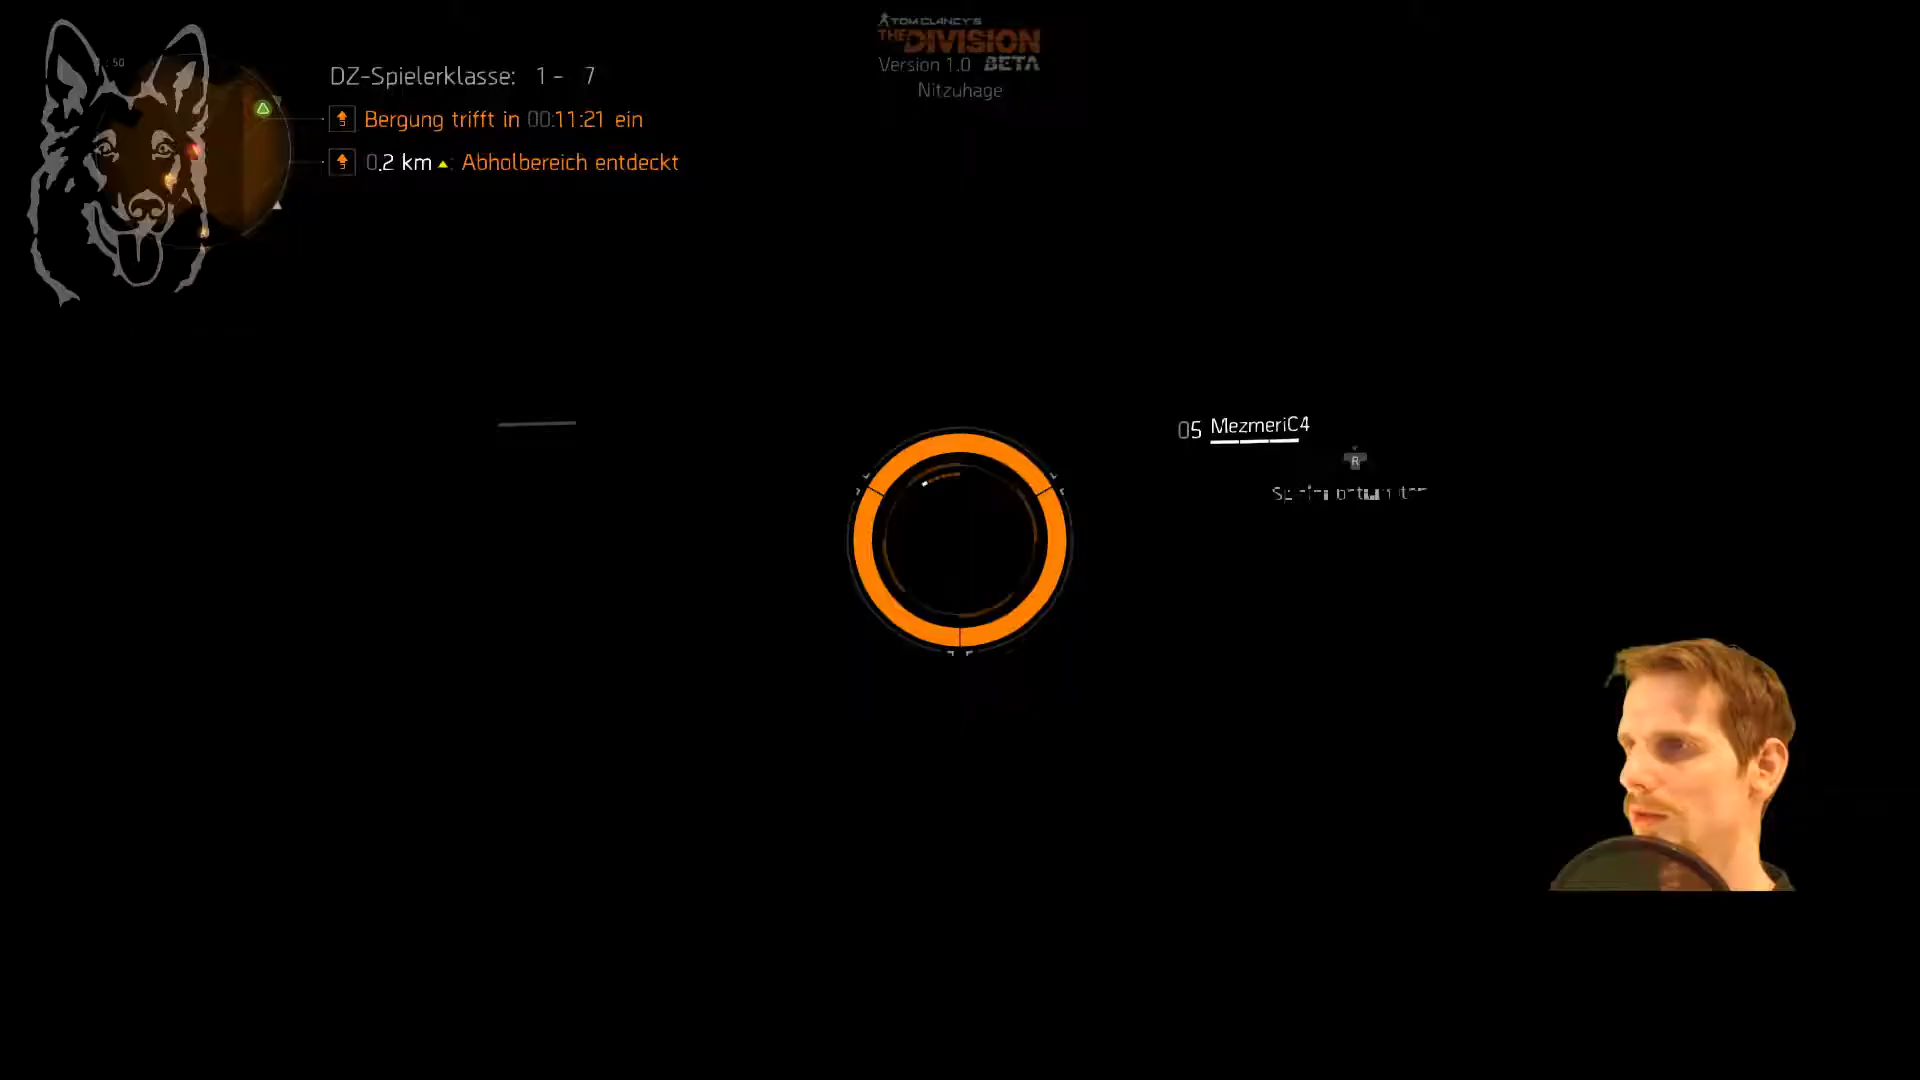 TOM CLANCY'S
THE DIVISION
Version 1.0 BETA
Nitzuhage
:50
DZ-Spielerklasse: 1 - 7
Bergung trifft in 00:11:21 ein
0.2 km : Abholbereich entdeckt
05 MezmeriC4
R